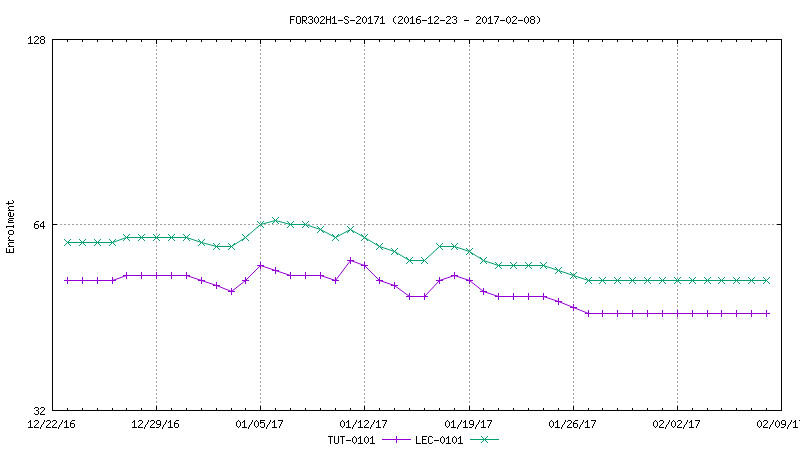 FOR302H1-S-20171 (2016-12-23 - 2017-02-08)
128
64
32
Enrolment
12/22/16 12/29/16 01/05/17 01/12/17 01/19/17 01/26/17 02/02/17 02/09/1
TUT-0101 LEC-0101